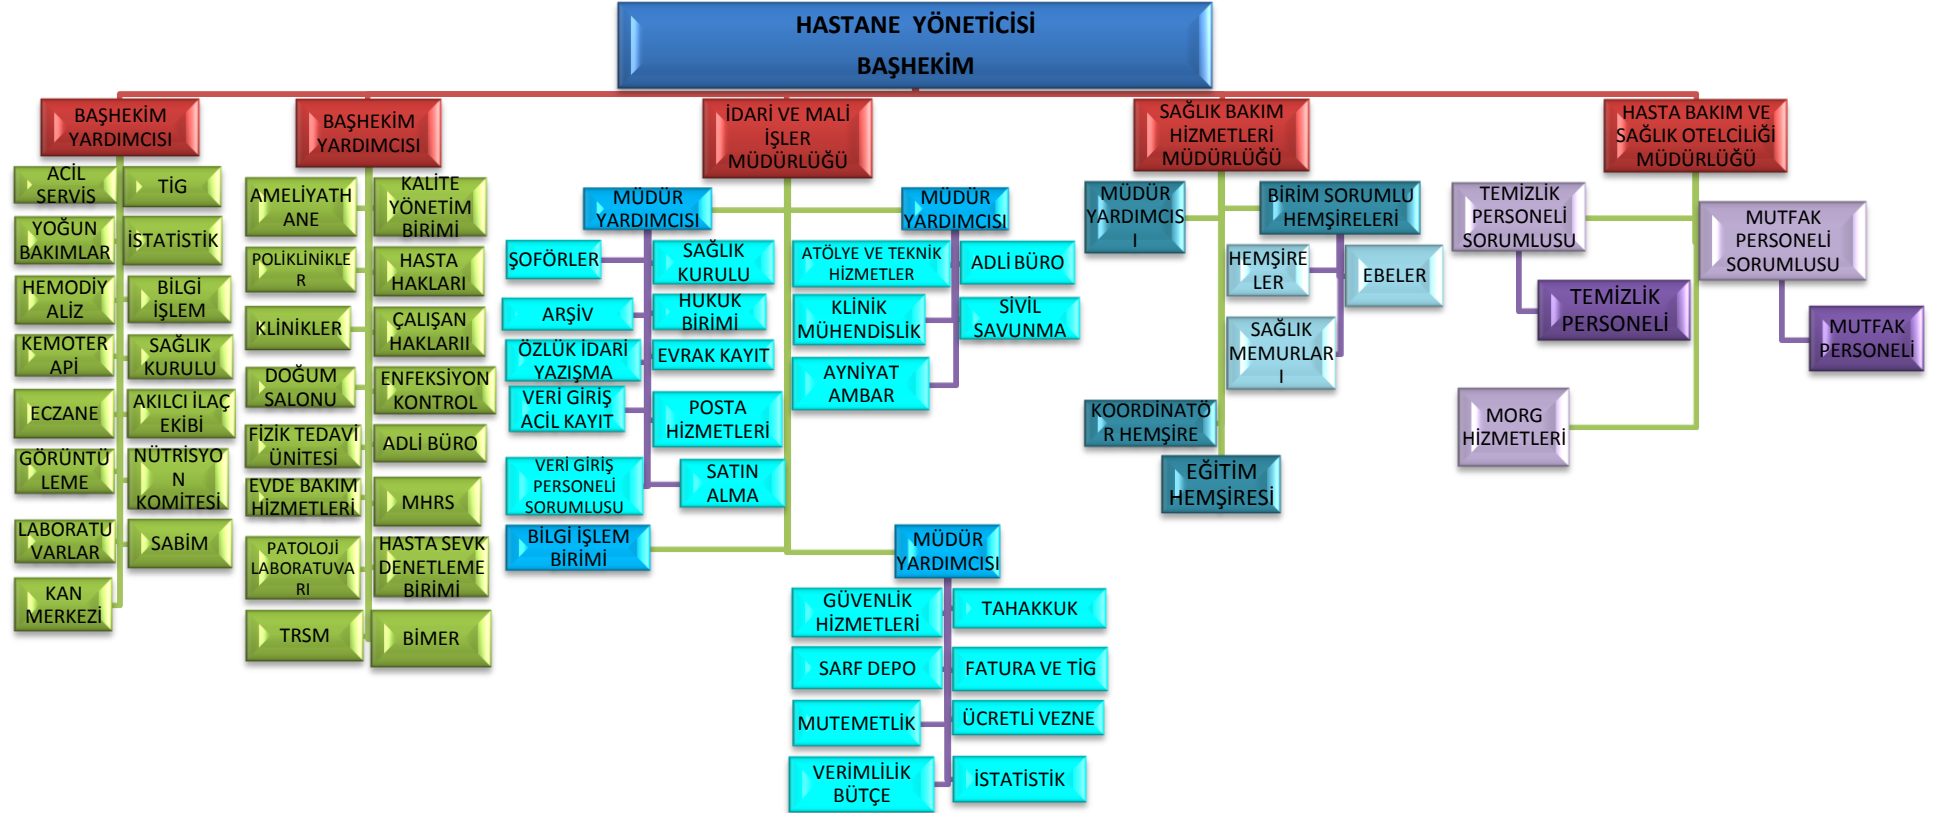 HASTANE YÖNETİCİSİ
BAŞHEKİM
BAŞHEKİM
YARDIMCISI
ACİL
SERVİS
TİG
YOĞUN
BAKIMLAR
İSTATİSTİK
HEMODİY
ALİZ
BİLGİ
İŞLEM
KEMOTER
APİ
SAĞLIK
KURULU
ECZANE
AKILCI İLAÇ
EKİBİ
GÖRÜNTÜ
LEME
NÜTRİSYO
N
KOMİTESİ
LABORATU
VARLAR
SABİM
KAN
MERKEZİ
BAŞHEKİM
YARDIMCISI
AMELİYATH
ANE
KALİTE
YÖNETİM
BİRİMİ
POLİKLİNİKLE
R
HASTA
HAKLARI
KLİNİKLER
ÇALIŞAN
HAKLARII
DOĞUM
SALONU
ENFEKSİYON
KONTROL
FİZİK TEDAVİ
ÜNİTESİ
ADLİ BÜRO
EVDE BAKIM
HİZMETLERİ
MHRS
PATOLOJİ
LABORATUVA
RI
HASTA SEVK
DENETLEME
BİRİMİ
TRSM
BİMER
İDARİ VE MALİ
İŞLER
MÜDÜRLÜĞÜ
MÜDÜR
YARDIMCISI
ŞOFÖRLER
SAĞLIK
KURULU
ARŞİV
HUKUK
BİRİMİ
ÖZLÜK İDARİ
YAZIŞMA
EVRAK KAYIT
VERİ GİRİŞ
ACİL KAYIT
POSTA
HİZMETLERİ
VERİ GİRİŞ
PERSONELİ
SORUMLUSU
SATIN
ALMA
BİLGİ İŞLEM
BİRİMİ
MÜDÜR
YARDIMCISI
ATÖLYE VE TEKNİK
HİZMETLER
ADLİ BÜRO
KLİNİK
MÜHENDİSLİK
SİVİL
SAVUNMA
AYNİYAT
AMBAR
MÜDÜR
YARDIMCISI
GÜVENLİK
HİZMETLERİ
TAHAKKUK
SARF DEPO
FATURA VE TİG
MUTEMETLİK
ÜCRETLİ VEZNE
VERİMLİLİK
BÜTÇE
İSTATİSTİK
SAĞLIK BAKIM
HİZMETLERİ
MÜDÜRLÜĞÜ
MÜDÜR
YARDIMCIS
I
BİRİM SORUMLU
HEMŞİRELERİ
HEMŞİRE
LER
EBELER
SAĞLIK
MEMURLAR
I
KOORDİNATÖ
R HEMŞİRE
EĞİTİM
HEMŞİRESİ
HASTA BAKIM VE
SAĞLIK OTELCİLİĞİ
MÜDÜRLÜĞÜ
TEMİZLİK
PERSONELİ
SORUMLUSU
TEMİZLİK
PERSONELİ
MUTFAK
PERSONELİ
SORUMLUSU
MUTFAK
PERSONELİ
MORG
HİZMETLERİ